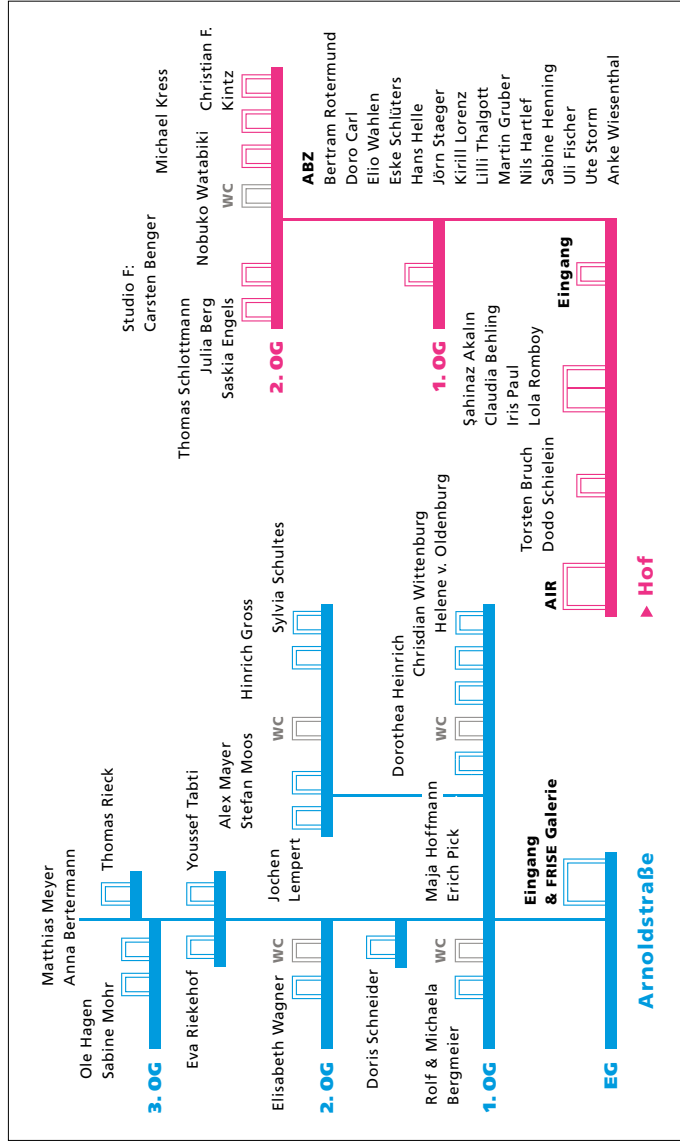 Matthias Meyer
Anna Bertermann
Ole Hagen
Sabine Mohr
Thomas Rieck
3. OG
Eva Riekehof
Youssef Tabti
Alex Mayer
Stefan Moos
Hinrich Gross
Sylvia Schultes
Jochen
Lempert
WC
Elisabeth Wagner
WC
2. OG
Doris Schneider
Dorothea Heinrich
Chrisdian Wittenburg
Helene v. Oldenburg
Maja Hoffmann
Erich Pick
WC
Rolf & Michaela
Bergmeier
WC
1. OG
Eingang
& FRISE Galerie
EG
Arnoldstraße
Studio F:
Carsten Benger
Michael Kress
Thomas Schlottmann
Julia Berg
Saskia Engels
Nobuko Watabiki
Christian F.
Kintz
WC
2. OG
ABZ
Bertram Rotermund
Doro Carl
Elio Wahlen
Eske Schlüters
Hans Helle
Jörn Staeger
Kirill Lorenz
Lilli Thalgott
Martin Gruber
Nils Hartlef
Sabine Henning
Uli Fischer
Ute Storm
Anke Wiesenthal
1. OG
Şahinaz Akalın
Claudia Behling
Iris Paul
Lola Romboy
Eingang
Torsten Bruch
Dodo Schielein
AIR
▶ Hof